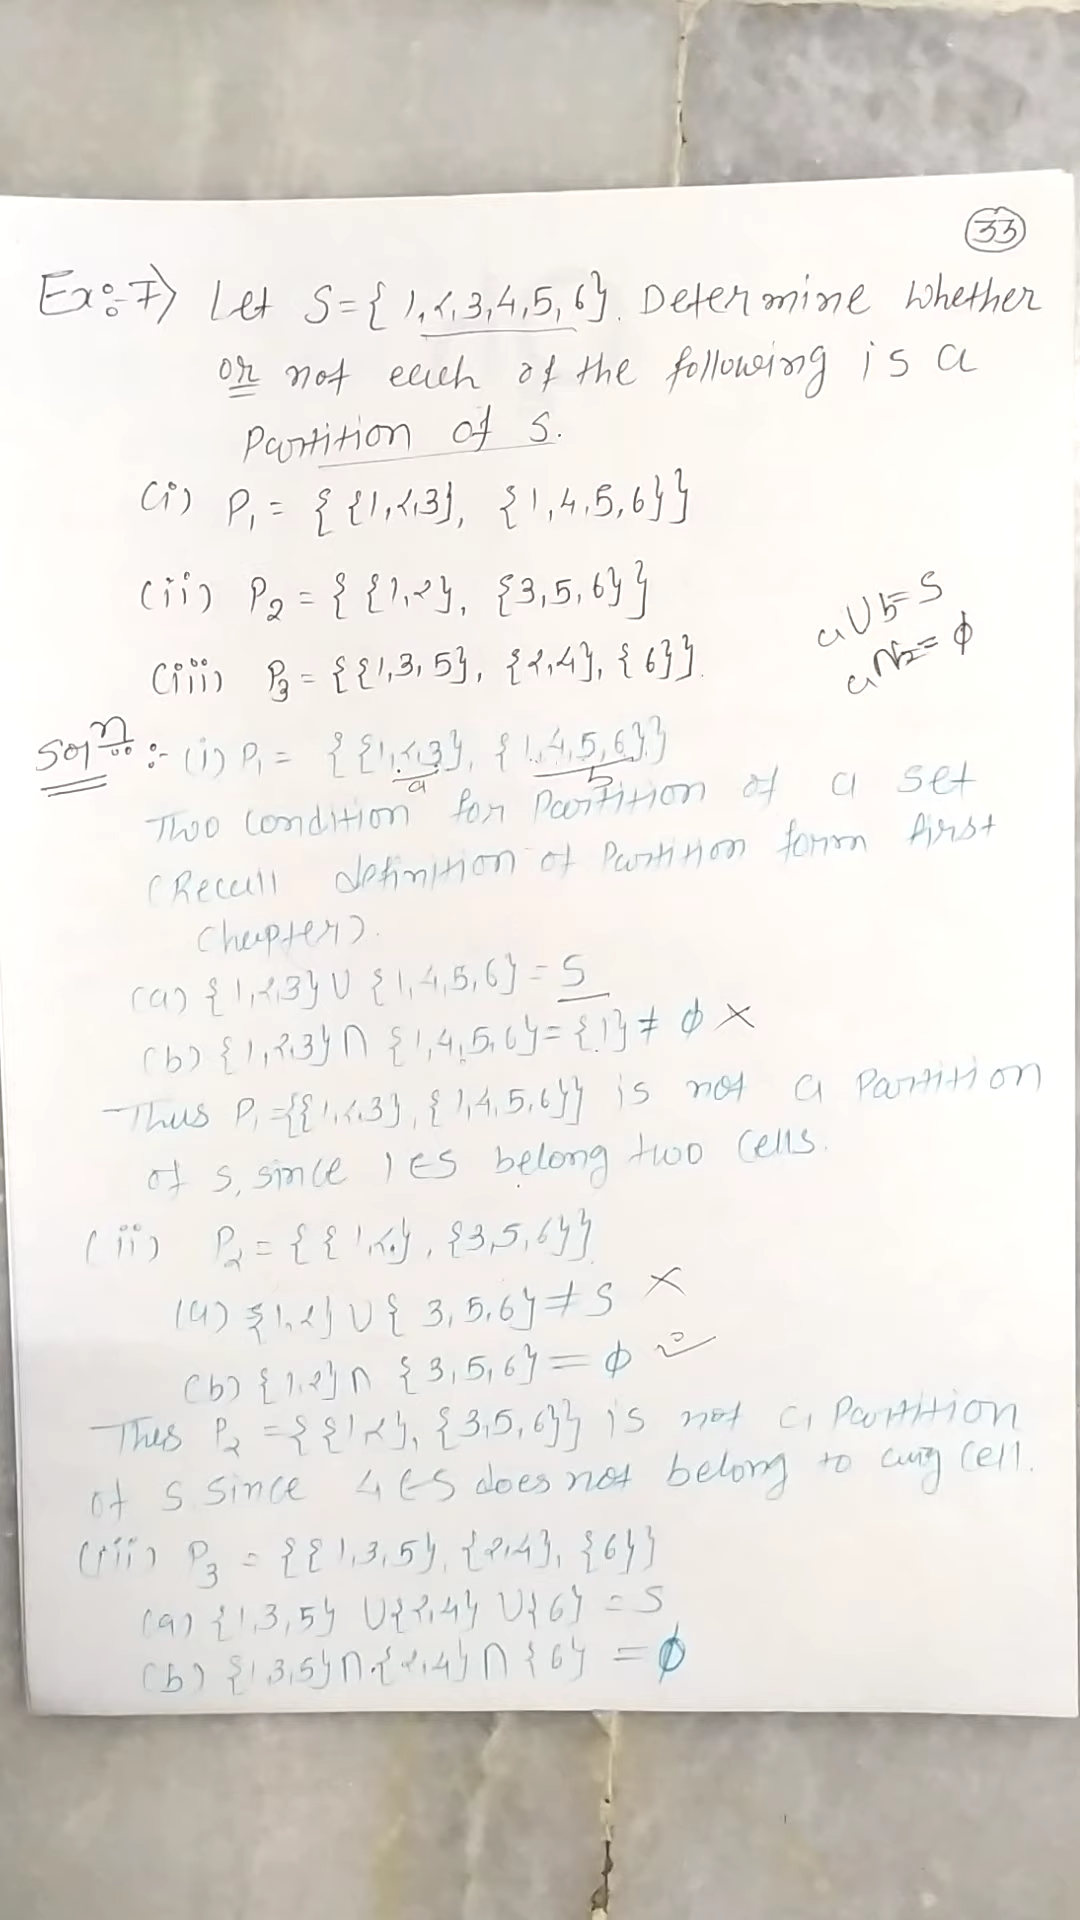 33
Ex:-7) Let S={1,2,3,4,5,6}. Determine whether
or not each of the following is a
Partition of S.
(i) P₁ = {{1,2,3}, {1,4,5,6}}
(ii) P₂ = {{1,2}, {3,5,6}}
(iii) P₃ = {{1,3,5}, {2,4}, {6}}.
a∪b=S
Solⁿ :- (i) P₁ = {{1,2,3}, {1,4,5,6}}
a b
Two condition for Partition of a set
(Recall definition of Partition form first
Chapter).
(a) {1,2,3} ∪ {1,4,5,6} = S
(b) {1,2,3} ∩ {1,4,5,6} = {1} ≠ ϕ ×
Thus P₁={{1,2,3}, {1,4,5,6}} is not a Partition
of S, since 1∈S belong two Cells.
(ii) P₂ = {{1,2}, {3,5,6}}
(a) {1,2} ∪ {3,5,6} ≠ S ×
(b) {1,2} ∩ {3,5,6} = ϕ
Thus P₂ = {{1,2}, {3,5,6}} is not a Partition
of S since 4∈S does not belong to any Cell.
(iii) P₃ = {{1,3,5}, {2,4}, {6}}
(a) {1,3,5} ∪ {2,4} ∪ {6} = S
(b) {1,3,5} ∩ {2,4} ∩ {6} = ϕ